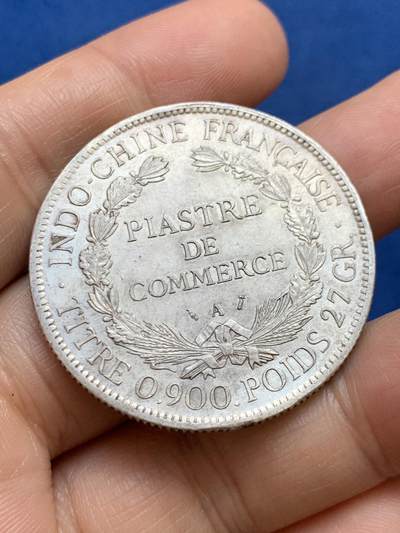 INDO-CHINE FRANÇAISE.
PIASTRE
DE
COMMERCE
A
TITRE 0,900. POIDS 27 GR.